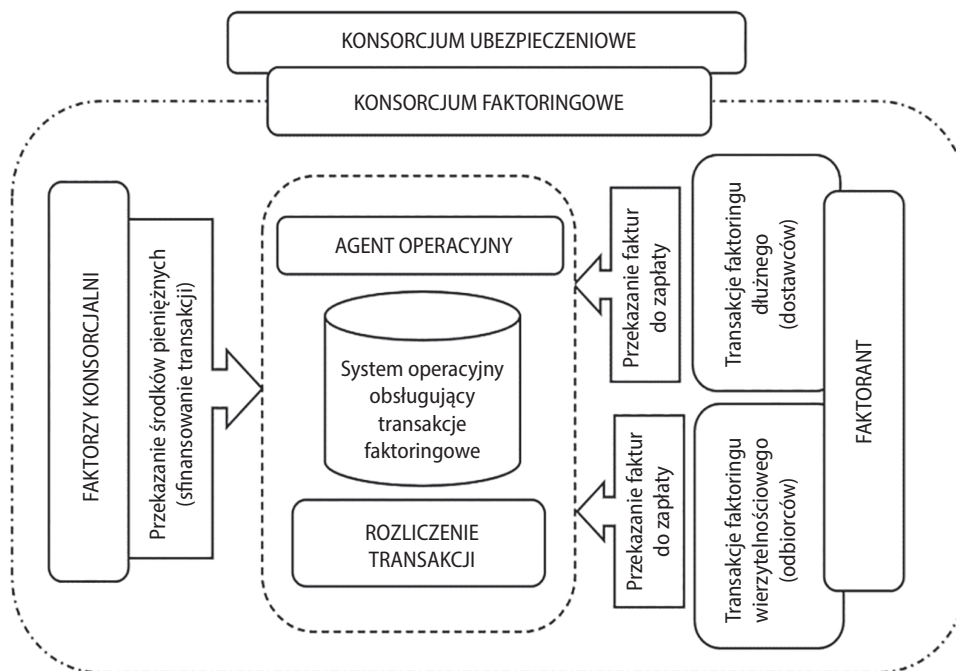 KONSORCJUM UBEZPIECZENIOWE
KONSORCJUM FAKTORINGOWE
FAKTORZY KONSORCJALNI
Przekazanie środków pieniężnych
(sfinansowanie transakcji)
AGENT OPERACYJNY
System operacyjny
obsługujący
transakcje
faktoringowe
ROZLICZENIE
TRANSAKCJI
Przekazanie faktur
do zapłaty
Transakcje faktoringu
dłużnego
(dostawców)
Przekazanie faktur
do zapłaty
Transakcje faktoringu
wierzytelnościowego
(odbiorców)
FAKTORANT